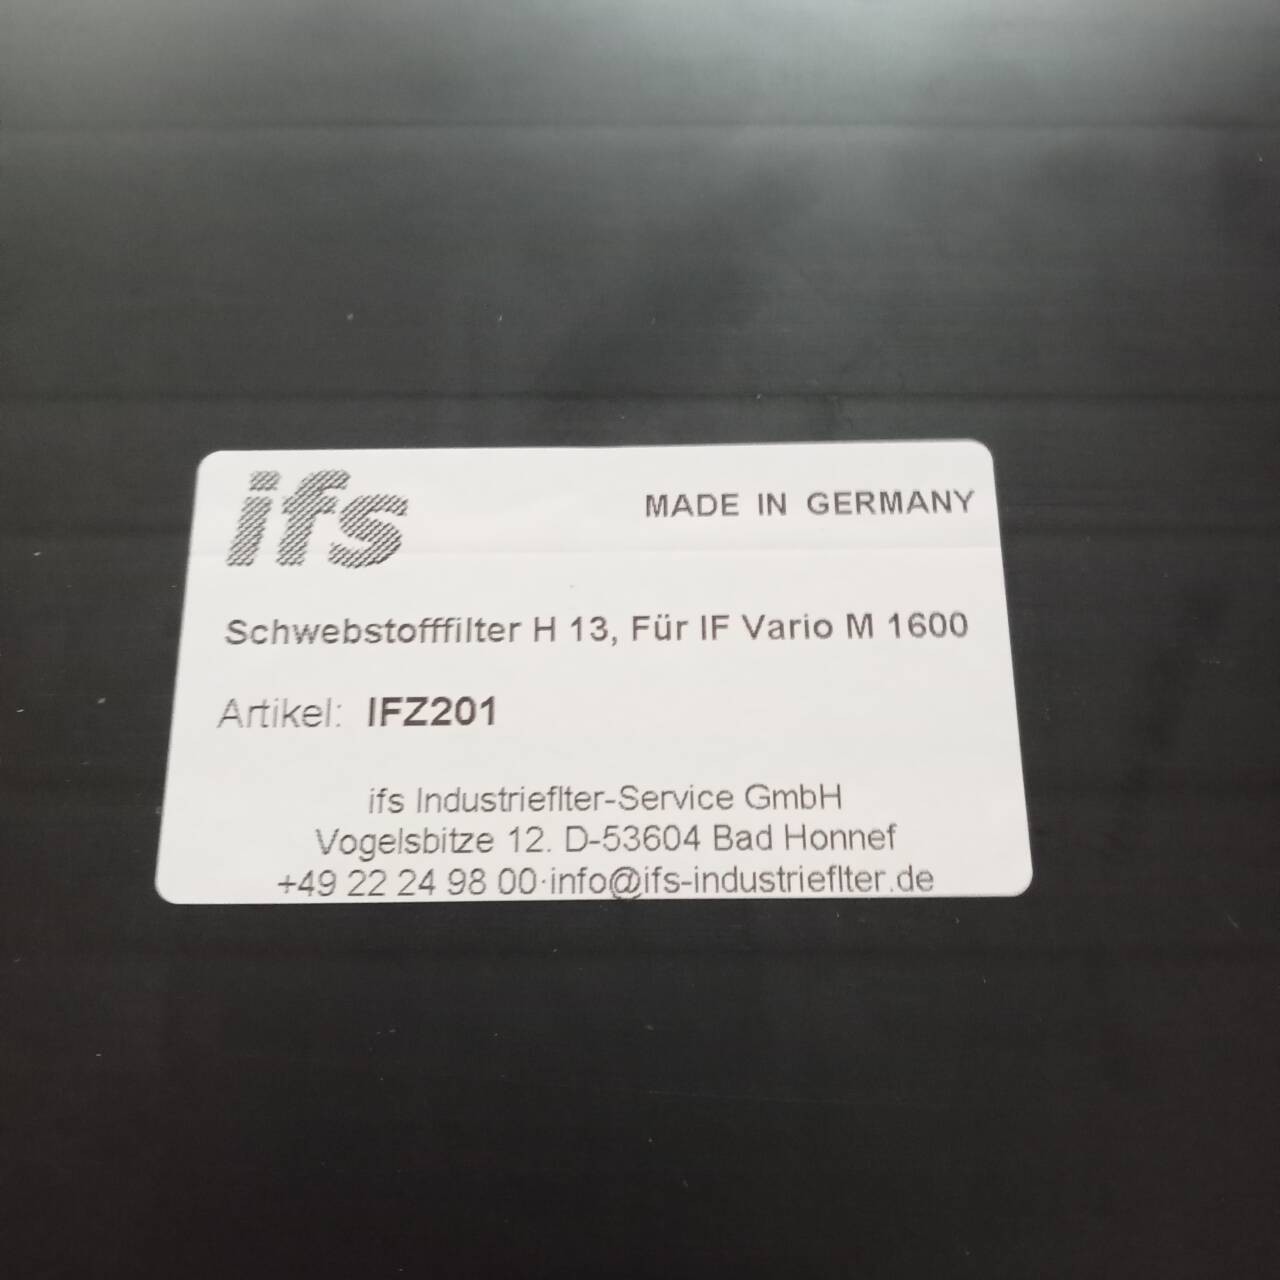 ifs
MADE IN GERMANY
Schwebstofffilter H 13, Für IF Vario M 1600
Artikel: IFZ201
ifs Industrieflter-Service GmbH
Vogelsbitze 12. D-53604 Bad Honnef
+49 22 24 98 00·info@ifs-industrieflter.de